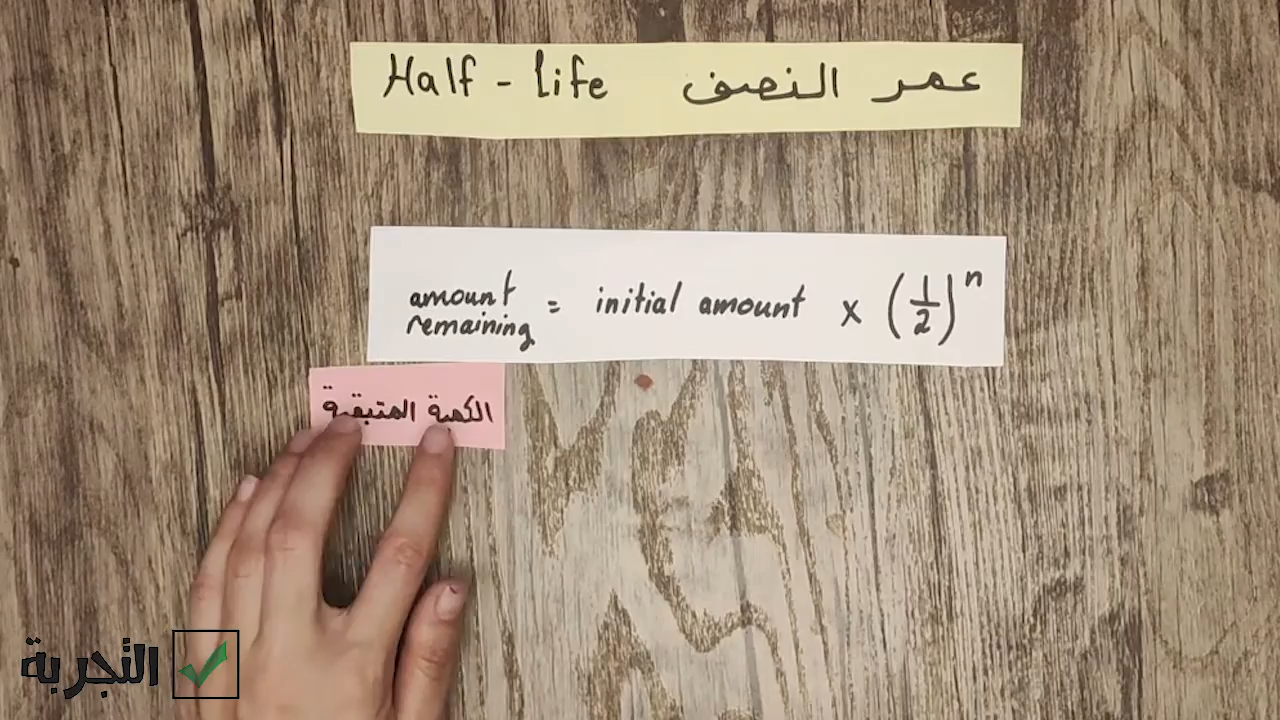 Half - life عمر النصف
amount remaining = initial amount x (1/2)^n
الكمية المتبقية
التجربة